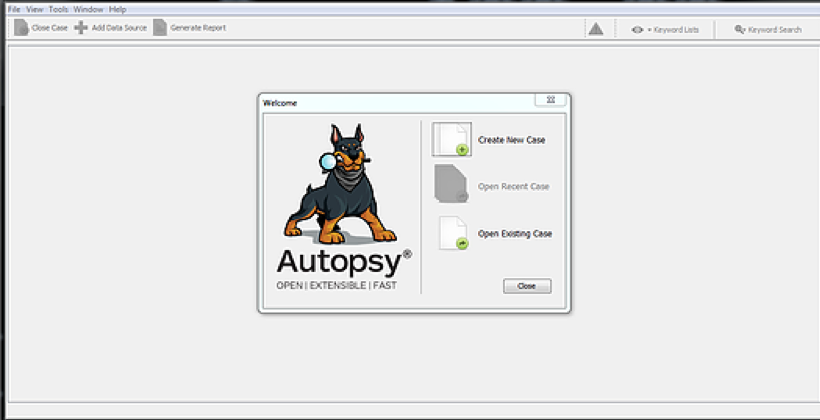 File View Tools Window Help
Close Case Add Data Source Generate Report Keyword Lists Keyword Search
Welcome
Create New Case
Open Recent Case
Open Existing Case
Autopsy®
OPEN | EXTENSIBLE | FAST
Close